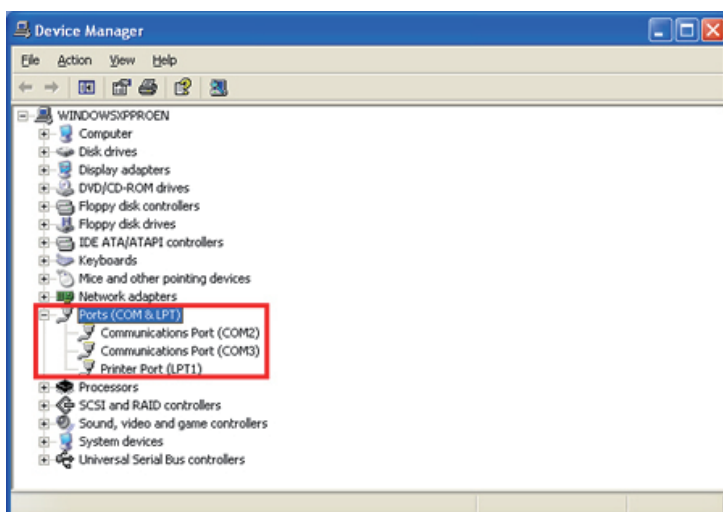 Device Manager
File Action View Help
WINDOWSXPPROEN
Computer
Disk drives
Display adapters
DVD/CD-ROM drives
Floppy disk controllers
Floppy disk drives
IDE ATA/ATAPI controllers
Keyboards
Mice and other pointing devices
Network adapters
Ports (COM & LPT)
Communications Port (COM2)
Communications Port (COM3)
Printer Port (LPT1)
Processors
SCSI and RAID controllers
Sound, video and game controllers
System devices
Universal Serial Bus controllers